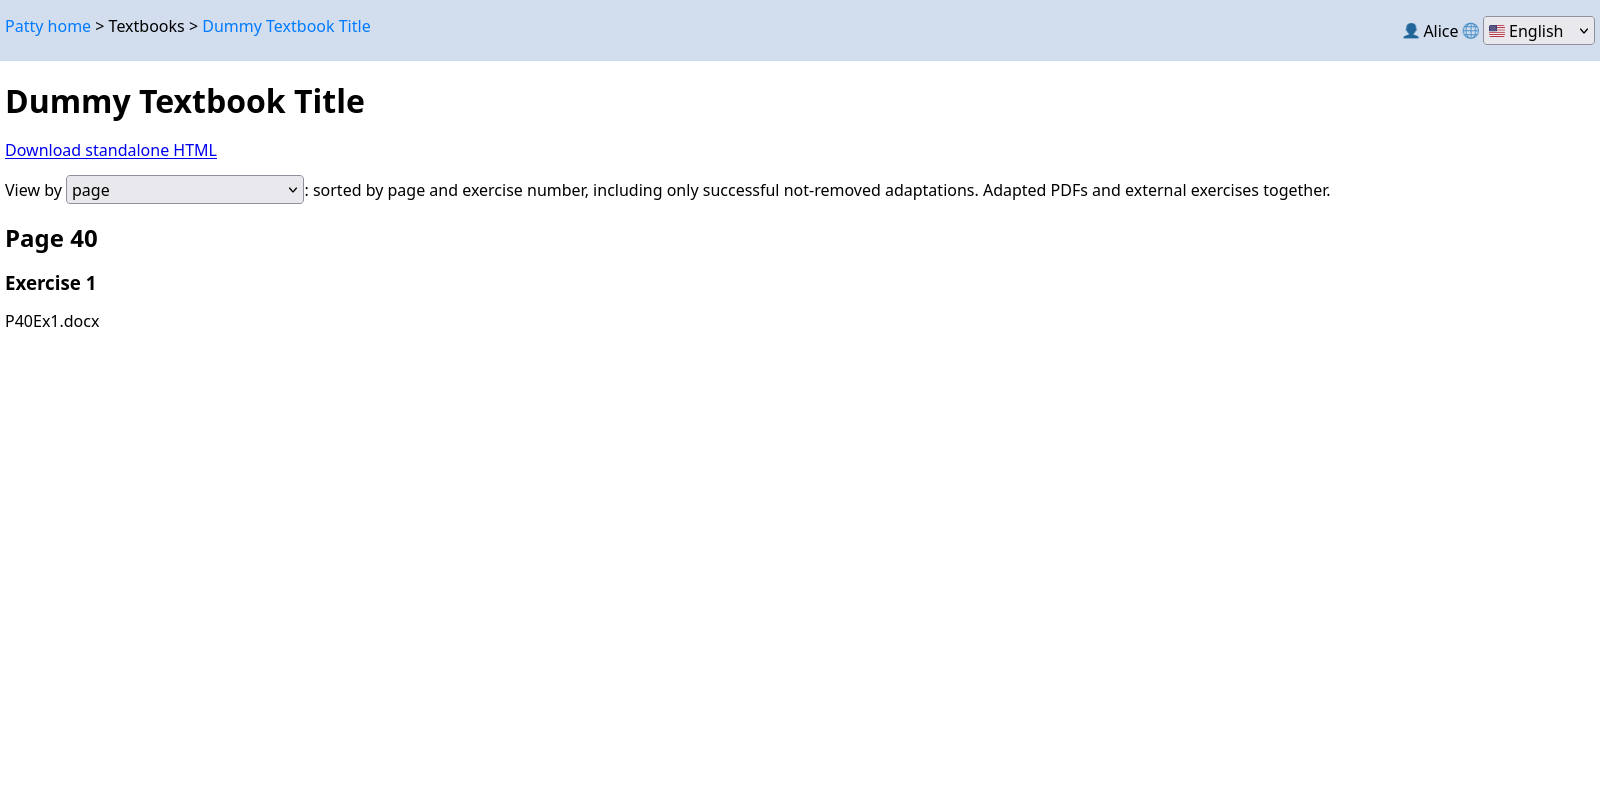 Patty home > Textbooks > Dummy Textbook Title
Alice English
Dummy Textbook Title
Download standalone HTML
View by page : sorted by page and exercise number, including only successful not-removed adaptations. Adapted PDFs and external exercises together.
Page 40
Exercise 1
P40Ex1.docx